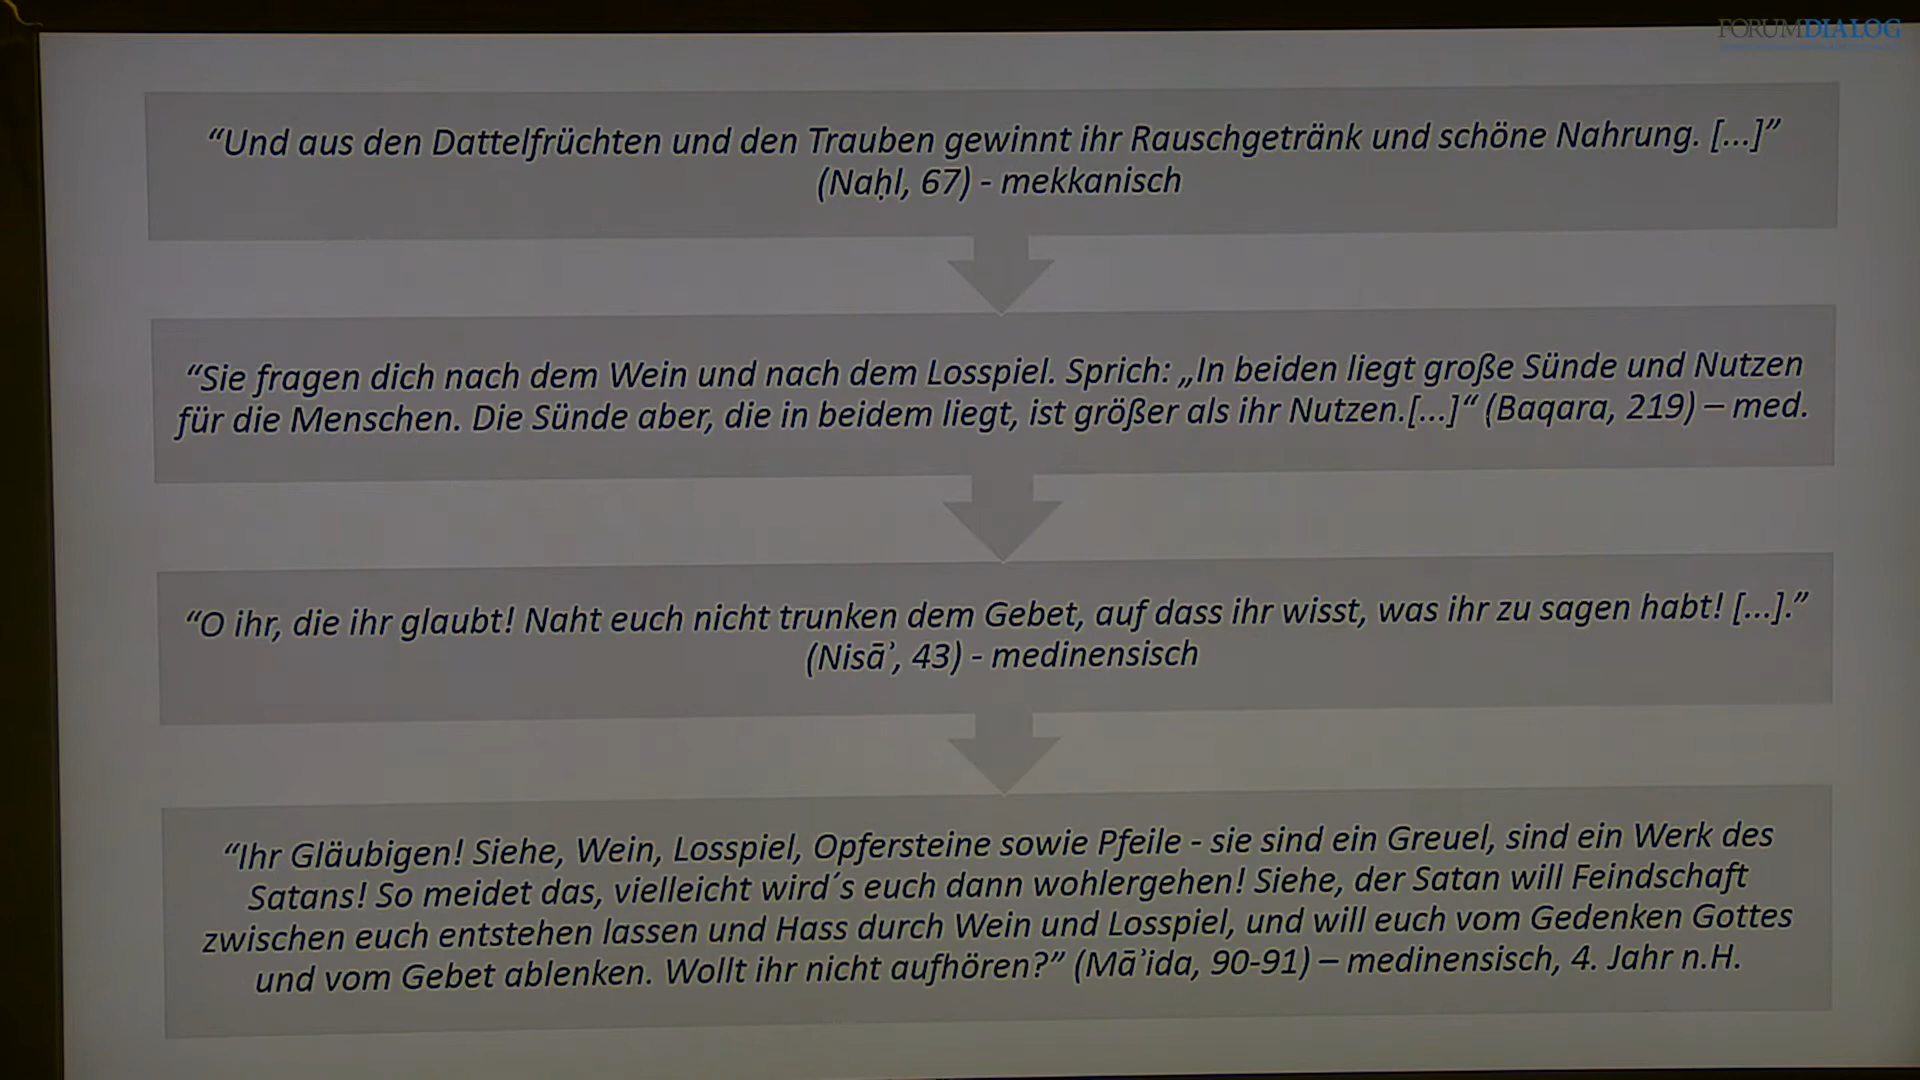 FORUMDIALOG
“Und aus den Dattelfrüchten und den Trauben gewinnt ihr Rauschgetränk und schöne Nahrung. [...]”
(Naḥl, 67) - mekkanisch
“Sie fragen dich nach dem Wein und nach dem Losspiel. Sprich: „In beiden liegt große Sünde und Nutzen
für die Menschen. Die Sünde aber, die in beidem liegt, ist größer als ihr Nutzen.[...]“ (Baqara, 219) – med.
“O ihr, die ihr glaubt! Naht euch nicht trunken dem Gebet, auf dass ihr wisst, was ihr zu sagen habt! [...].”
(Nisāʾ, 43) - medinensisch
“Ihr Gläubigen! Siehe, Wein, Losspiel, Opfersteine sowie Pfeile - sie sind ein Greuel, sind ein Werk des
Satans! So meidet das, vielleicht wird´s euch dann wohlergehen! Siehe, der Satan will Feindschaft
zwischen euch entstehen lassen und Hass durch Wein und Losspiel, und will euch vom Gedenken Gottes
und vom Gebet ablenken. Wollt ihr nicht aufhören?” (Māʾida, 90-91) – medinensisch, 4. Jahr n.H.